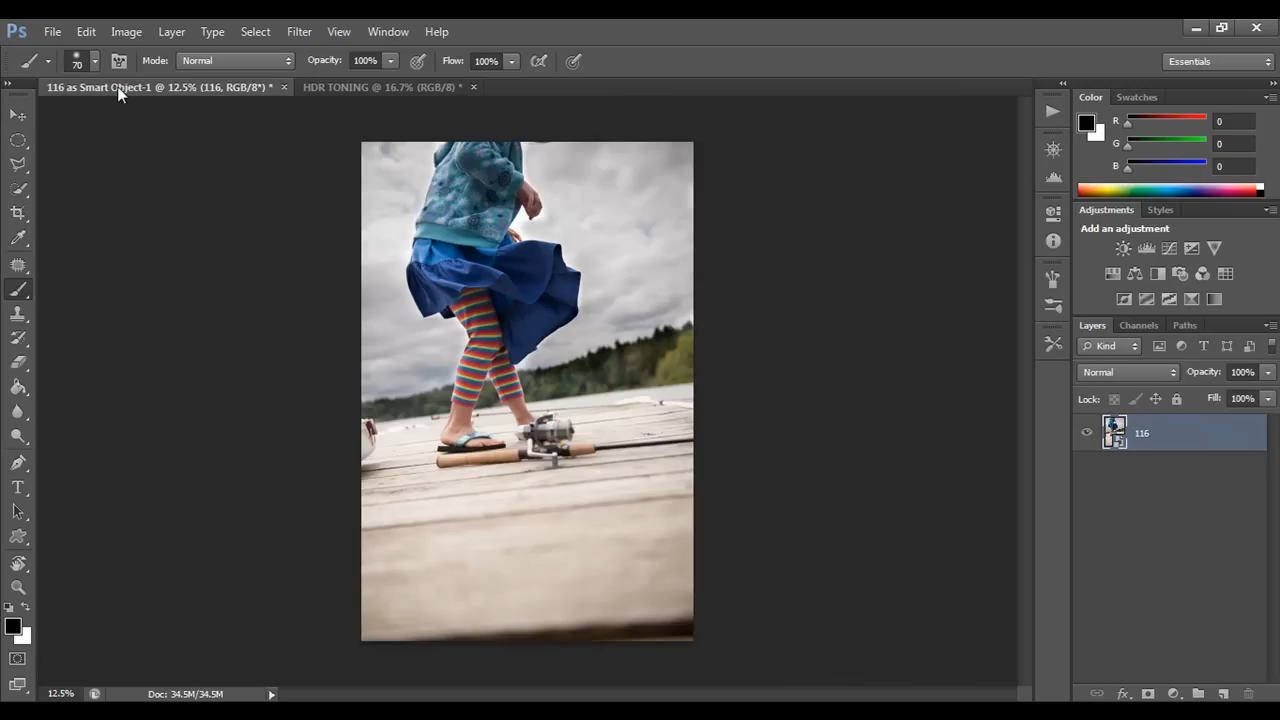 Ps File Edit Image Layer Type Select Filter View Window Help
70 Mode: Normal Opacity: 100% Flow: 100% Essentials
116 as Smart Object-1 @ 12.5% (116, RGB/8*) * × HDR TONING @ 16.7% (RGB/8) * ×
Color Swatches
R 0
G 0
B 0
Adjustments Styles
Add an adjustment
Layers Channels Paths
Kind
Normal Opacity: 100%
Lock: Fill: 100%
116
12.5% Doc: 34.5M/34.5M